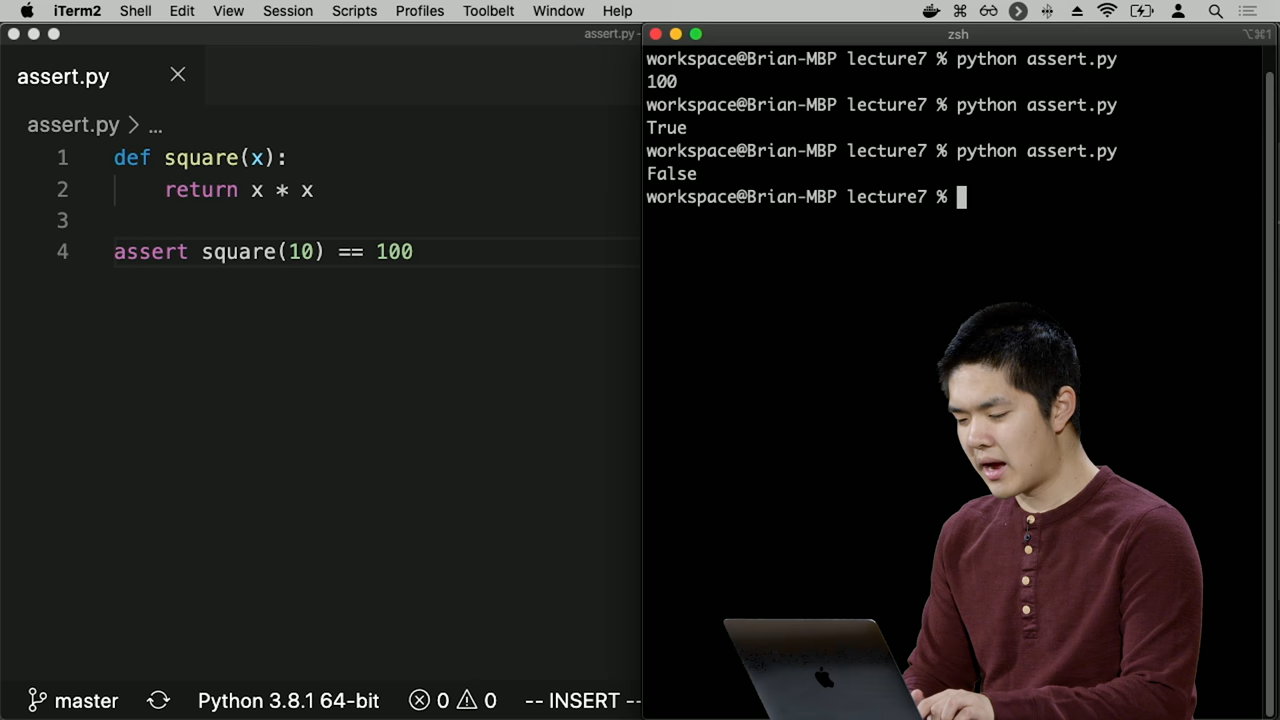 iTerm2 Shell Edit View Session Scripts Profiles Toolbelt Window Help
assert.py -
zsh
⌥⌘1
assert.py
assert.py > ...
1 def square(x):
2     return x * x
3
4 assert square(10) == 100
master Python 3.8.1 64-bit 0 0 -- INSERT --
workspace@Brian-MBP lecture7 % python assert.py
100
workspace@Brian-MBP lecture7 % python assert.py
True
workspace@Brian-MBP lecture7 % python assert.py
False
workspace@Brian-MBP lecture7 %